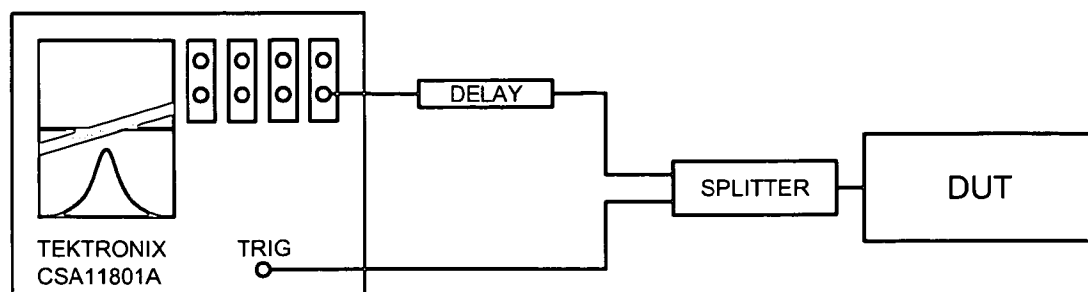 DELAY
SPLITTER
DUT
TEKTRONIX
CSA11801A
TRIG